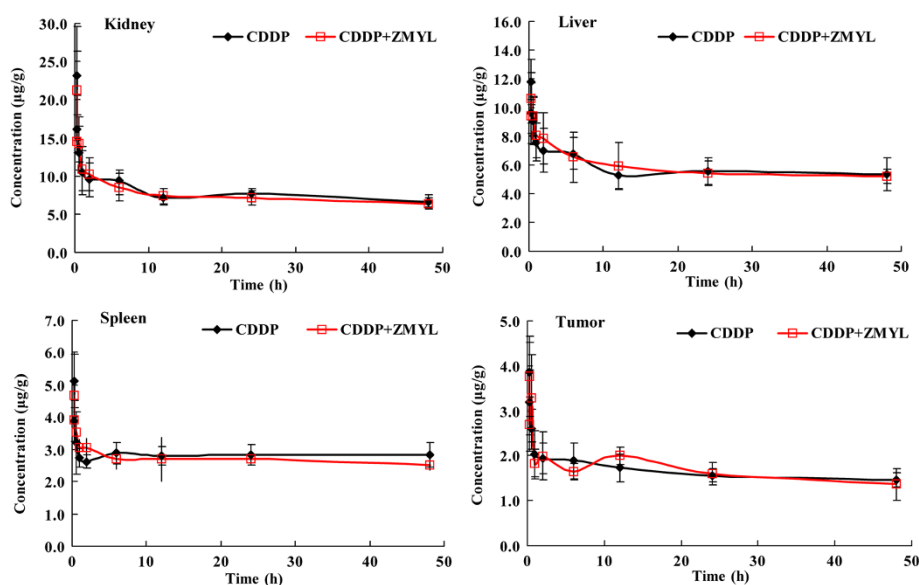 Kidney
CDDP CDDP+ZMYL
Concentration (µg/g)
30.0
25.0
20.0
15.0
10.0
5.0
0.0
0 10 20 30 40 50
Time (h)
Liver
CDDP CDDP+ZMYL
Concentration (µg/g)
16.0
14.0
12.0
10.0
8.0
6.0
4.0
2.0
0.0
0 10 20 30 40 50
Time (h)
Spleen
CDDP CDDP+ZMYL
Concentration (µg/g)
7.0
6.0
5.0
4.0
3.0
2.0
1.0
0 10 20 30 40 50
Time (h)
Tumor
CDDP CDDP+ZMYL
Concentration (µg/g)
5.0
4.0
3.0
2.0
1.0
0.0
0 10 20 30 40 50
Time (h)